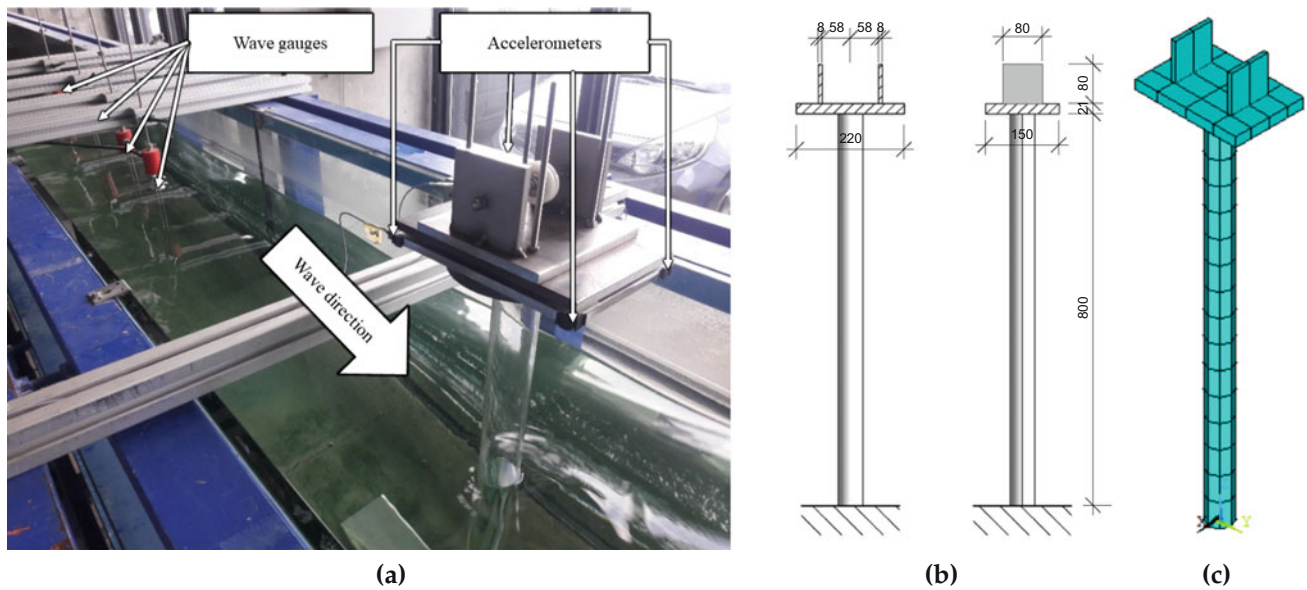 Wave gauges
Accelerometers
Wave direction
8 58 58 8
80
80
21
220
150
800
X
Y
(a)
(b)
(c)